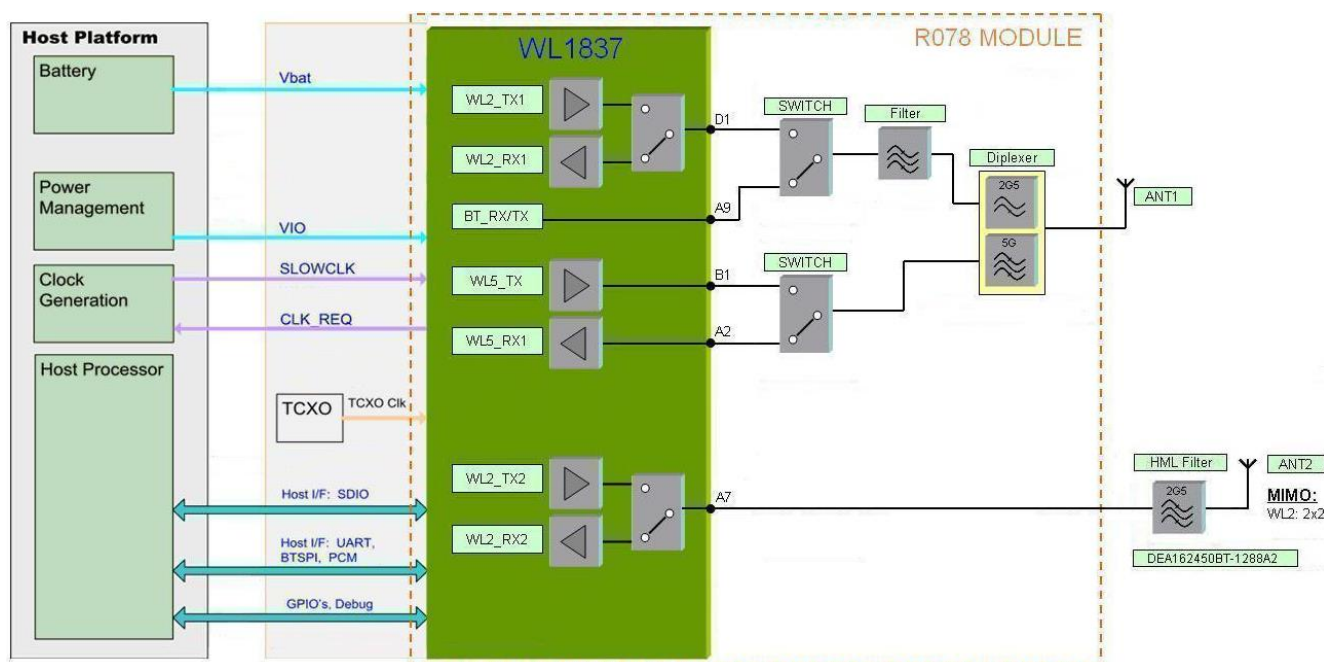 Host Platform
Battery
Power
Management
Clock
Generation
Host Processor
Vbat
VIO
SLOWCLK
CLK_REQ
TCXO
TCXO Clk
Host I/F: SDIO
Host I/F: UART,
BTSPI, PCM
GPIO's, Debug
WL1837
WL2_TX1
WL2_RX1
BT_RX/TX
WL5_TX
WL5_RX1
WL2_TX2
WL2_RX2
D1
A9
B1
A2
A7
R078 MODULE
SWITCH
Filter
Diplexer
2G5
5G
SWITCH
ANT1
HML Filter
2G5
ANT2
MIMO:
WL2: 2x2
DEA162450BT-1288A2